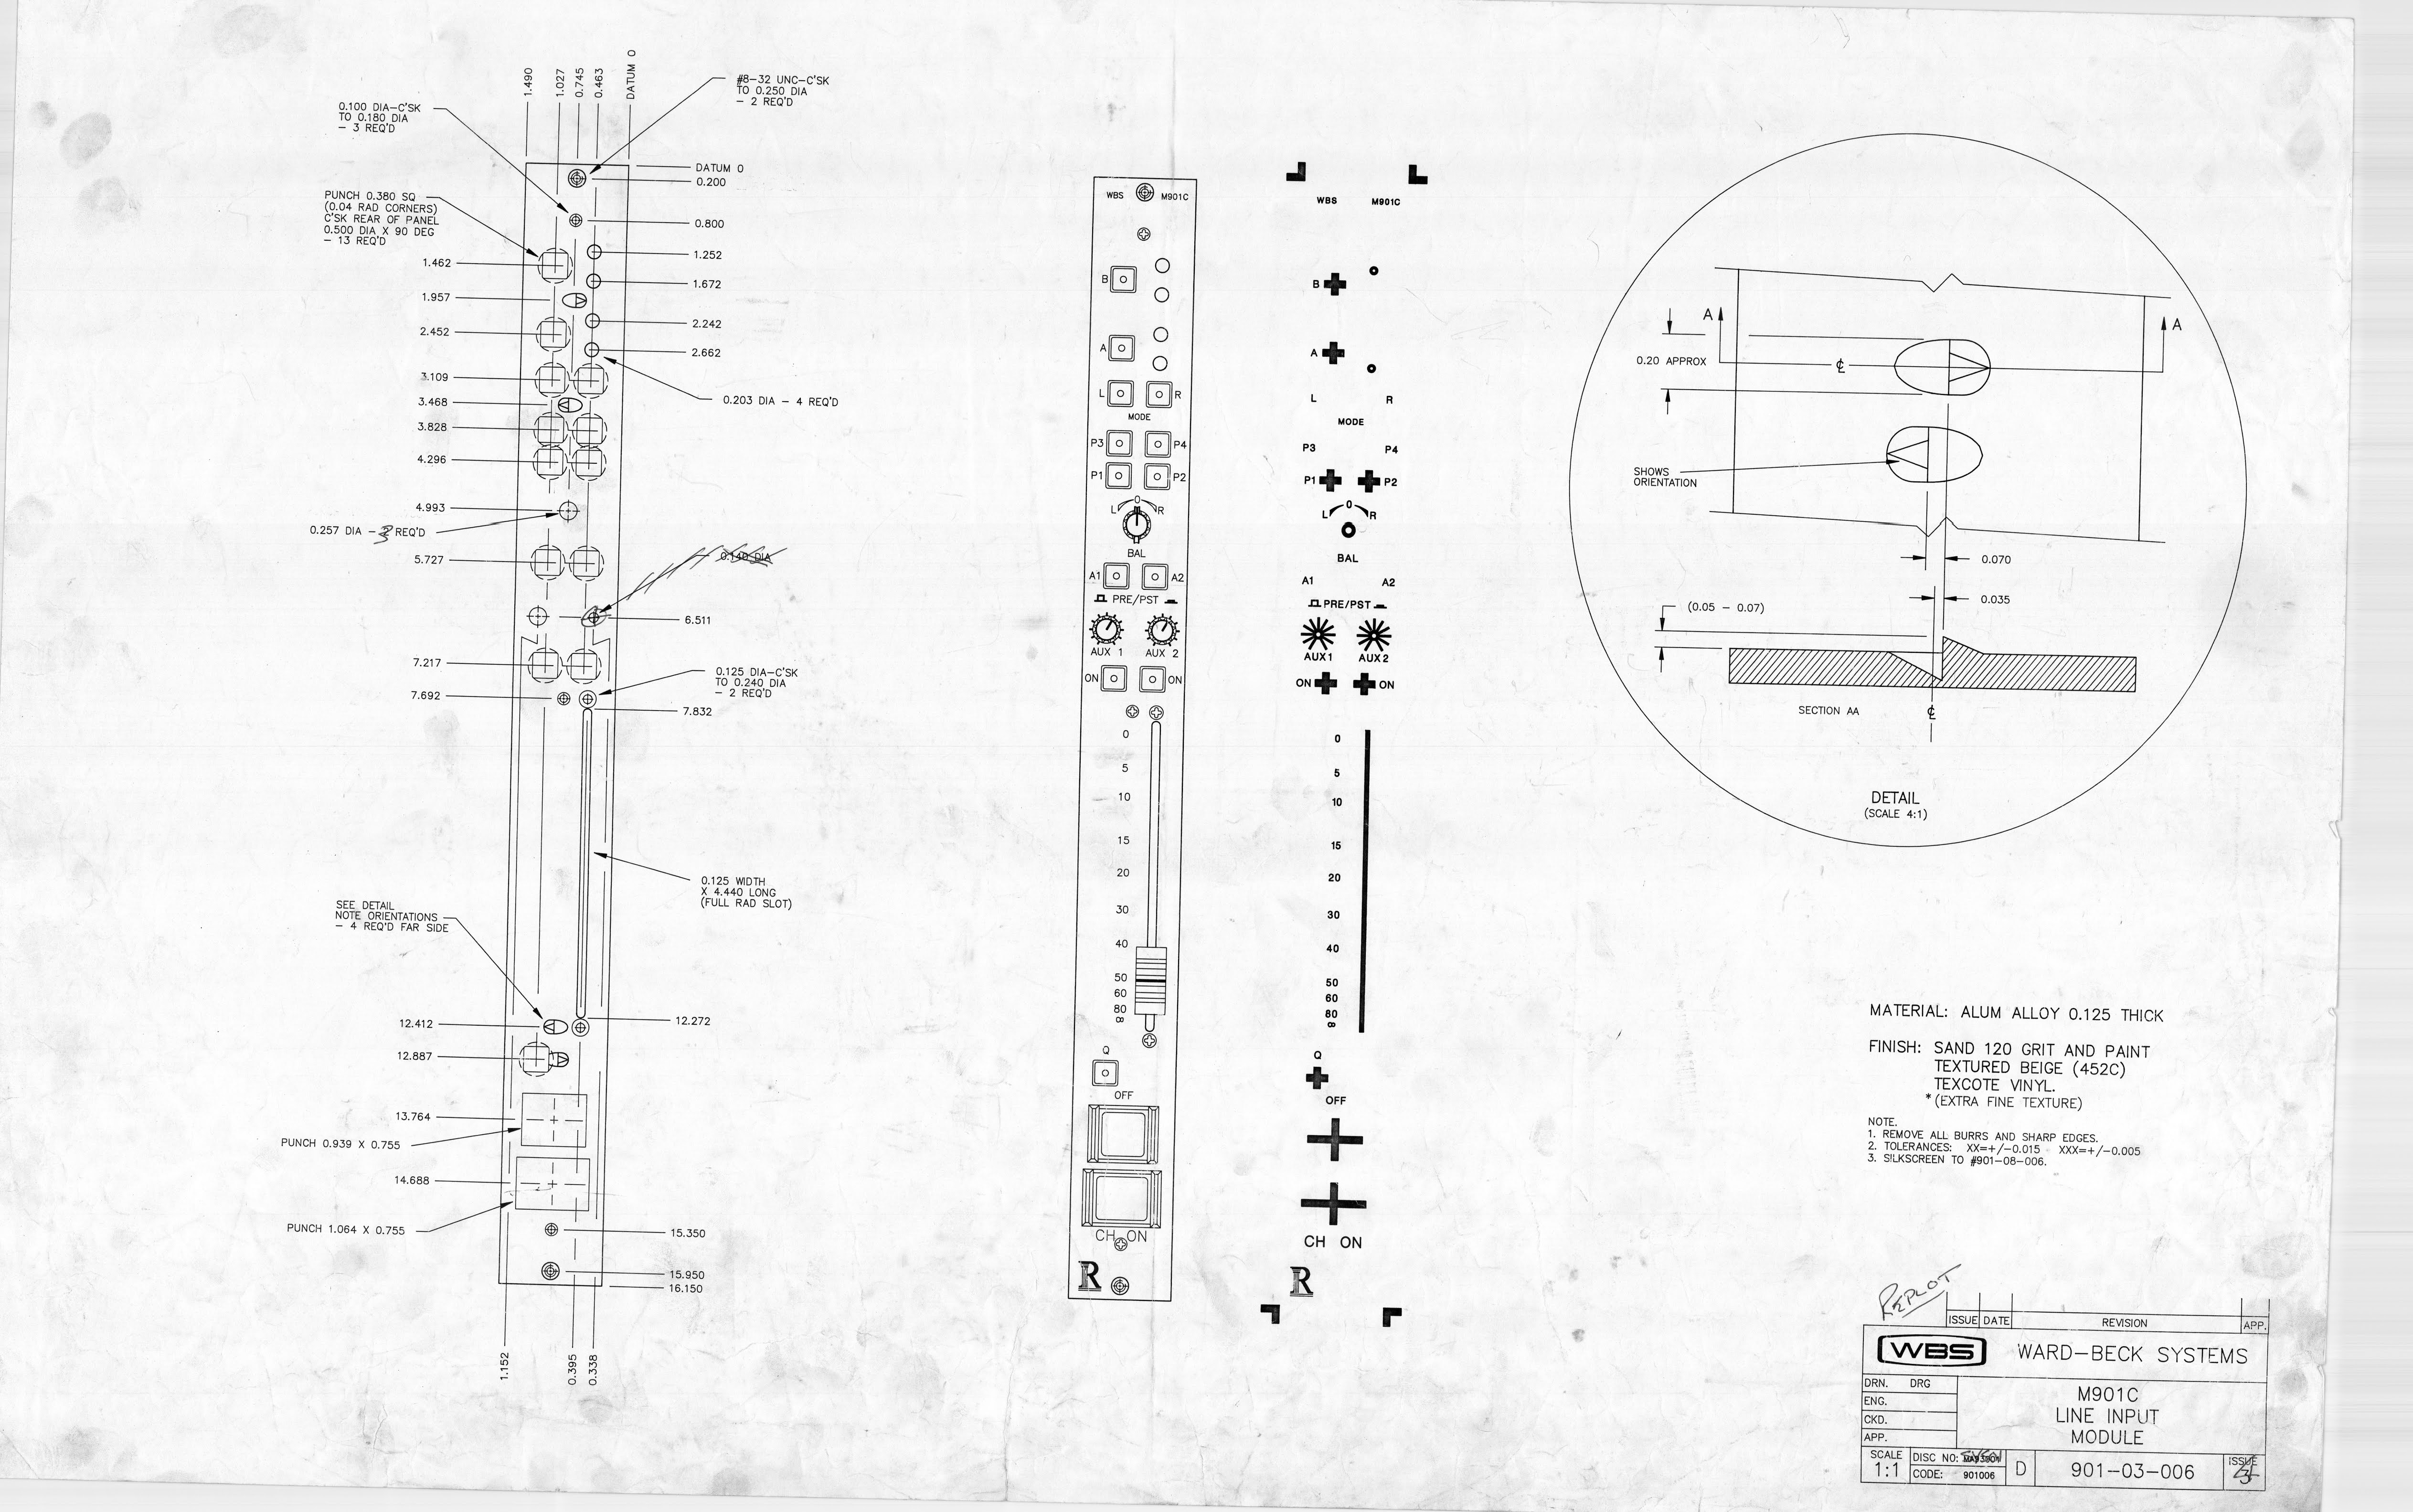 1.490
1.027
0.745
0.463
DATUM 0
#8-32 UNC-C'SK
TO 0.250 DIA
- 2 REQ'D
0.100 DIA-C'SK
TO 0.180 DIA
- 3 REQ'D
DATUM 0
0.200
PUNCH 0.380 SQ
(0.04 RAD CORNERS)
C'SK REAR OF PANEL
0.500 DIA X 90 DEG
- 13 REQ'D
0.800
1.252
1.462
1.672
1.957
2.242
2.452
2.662
3.109
3.468
0.203 DIA - 4 REQ'D
3.828
4.296
4.993
0.257 DIA - 3 REQ'D
0.140 DIA
5.727
6.511
7.217
0.125 DIA-C'SK
TO 0.240 DIA
- 2 REQ'D
7.692
7.832
0.125 WIDTH
X 4.440 LONG
(FULL RAD SLOT)
SEE DETAIL
NOTE ORIENTATIONS
- 4 REQ'D FAR SIDE
12.412
12.272
12.887
13.764
PUNCH 0.939 X 0.755
14.688
PUNCH 1.064 X 0.755
15.350
15.950
16.150
1.152
0.395
0.338
WBS M901C
B
A
L R
MODE
P3 P4
P1 P2
L 0 R
BAL
A1 A2
PRE/PST
AUX 1 AUX 2
ON ON
0
5
10
15
20
30
40
50
60
80
∞
Q
OFF
CH ON
R
WBS M901C
B
A
L R
MODE
P3 P4
P1 P2
L 0 R
BAL
A1 A2
PRE/PST
AUX1 AUX2
ON ON
0
5
10
15
20
30
40
50
60
80
∞
Q
OFF
CH ON
R
A A
0.20 APPROX
℄
SHOWS
ORIENTATION
0.070
0.035
(0.05 - 0.07)
SECTION AA
℄
DETAIL
(SCALE 4:1)
MATERIAL: ALUM ALLOY 0.125 THICK
FINISH: SAND 120 GRIT AND PAINT
TEXTURED BEIGE (452C)
TEXCOTE VINYL.
*(EXTRA FINE TEXTURE)
NOTE.
1. REMOVE ALL BURRS AND SHARP EDGES.
2. TOLERANCES: XX=+/-0.015 XXX=+/-0.005
3. SILKSCREEN TO #901-08-006.
REPLOT
ISSUE DATE REVISION APP.
WBS WARD-BECK SYSTEMS
DRN. DRG
ENG.
CKD.
APP.
M901C
LINE INPUT
MODULE
SCALE
1:1
DISC NO:
CODE: 901006
D
901-03-006
ISSUE